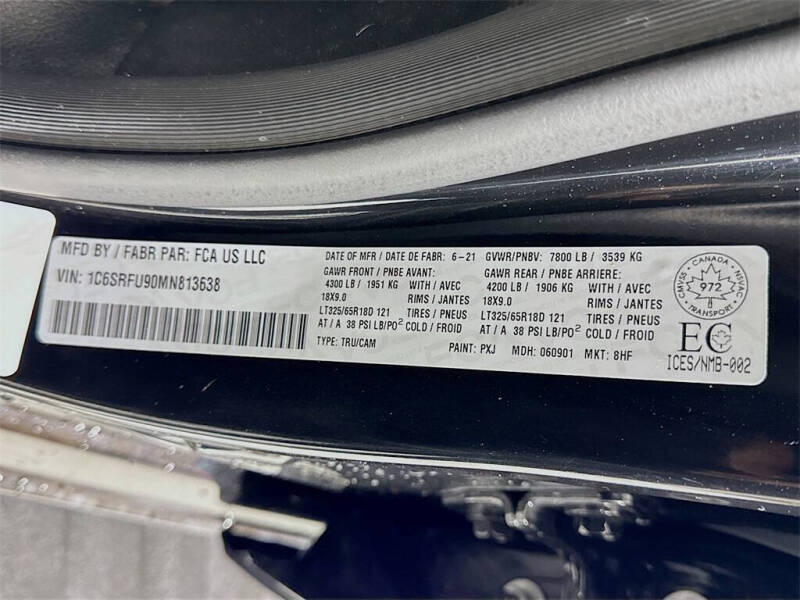 MFD BY / FABR PAR: FCA US LLC
VIN: 1C6SRFU90MN813638
DATE OF MFR / DATE DE FABR: 6-21
GAWR FRONT / PNBE AVANT:
4300 LB / 1951 KG WITH / AVEC
18X9.0 RIMS / JANTES
LT325/65R18D 121 TIRES / PNEUS
AT / A 38 PSI LB/PO² COLD / FROID
TYPE: TRU/CAM
GVWR/PNBV: 7800 LB / 3539 KG
GAWR REAR / PNBE ARRIERE:
4200 LB / 1906 KG WITH / AVEC
18X9.0 RIMS / JANTES
LT325/65R18D 121 TIRES / PNEUS
AT / A 38 PSI LB/PO² COLD / FROID
PAINT: PXJ MDH: 060901 MKT: 8HF
CMVSS · CANADA · NSVAC
972
TRANSPORT
EC
ICES/NMB-002